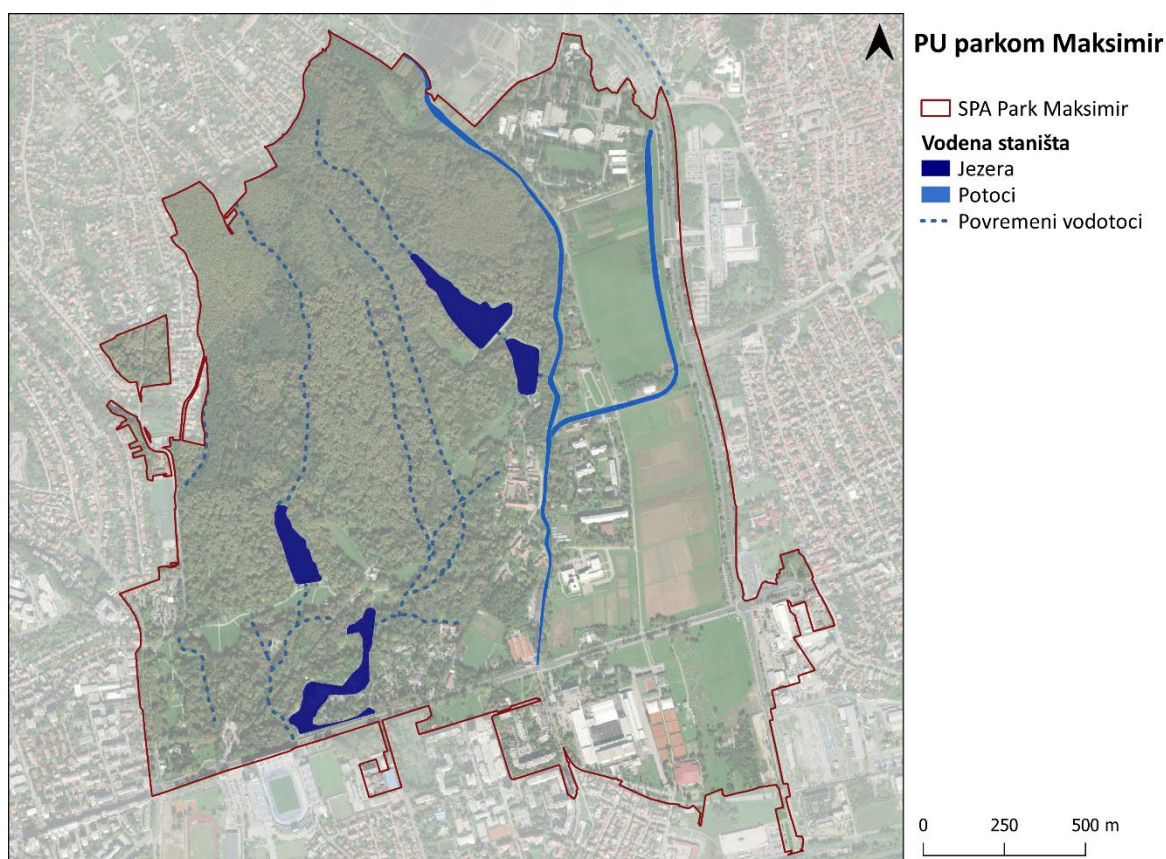 PU parkom Maksimir
SPA Park Maksimir
Vodena staništa
Jezera
Potoci
Povremeni vodotoci
0 250 500 m